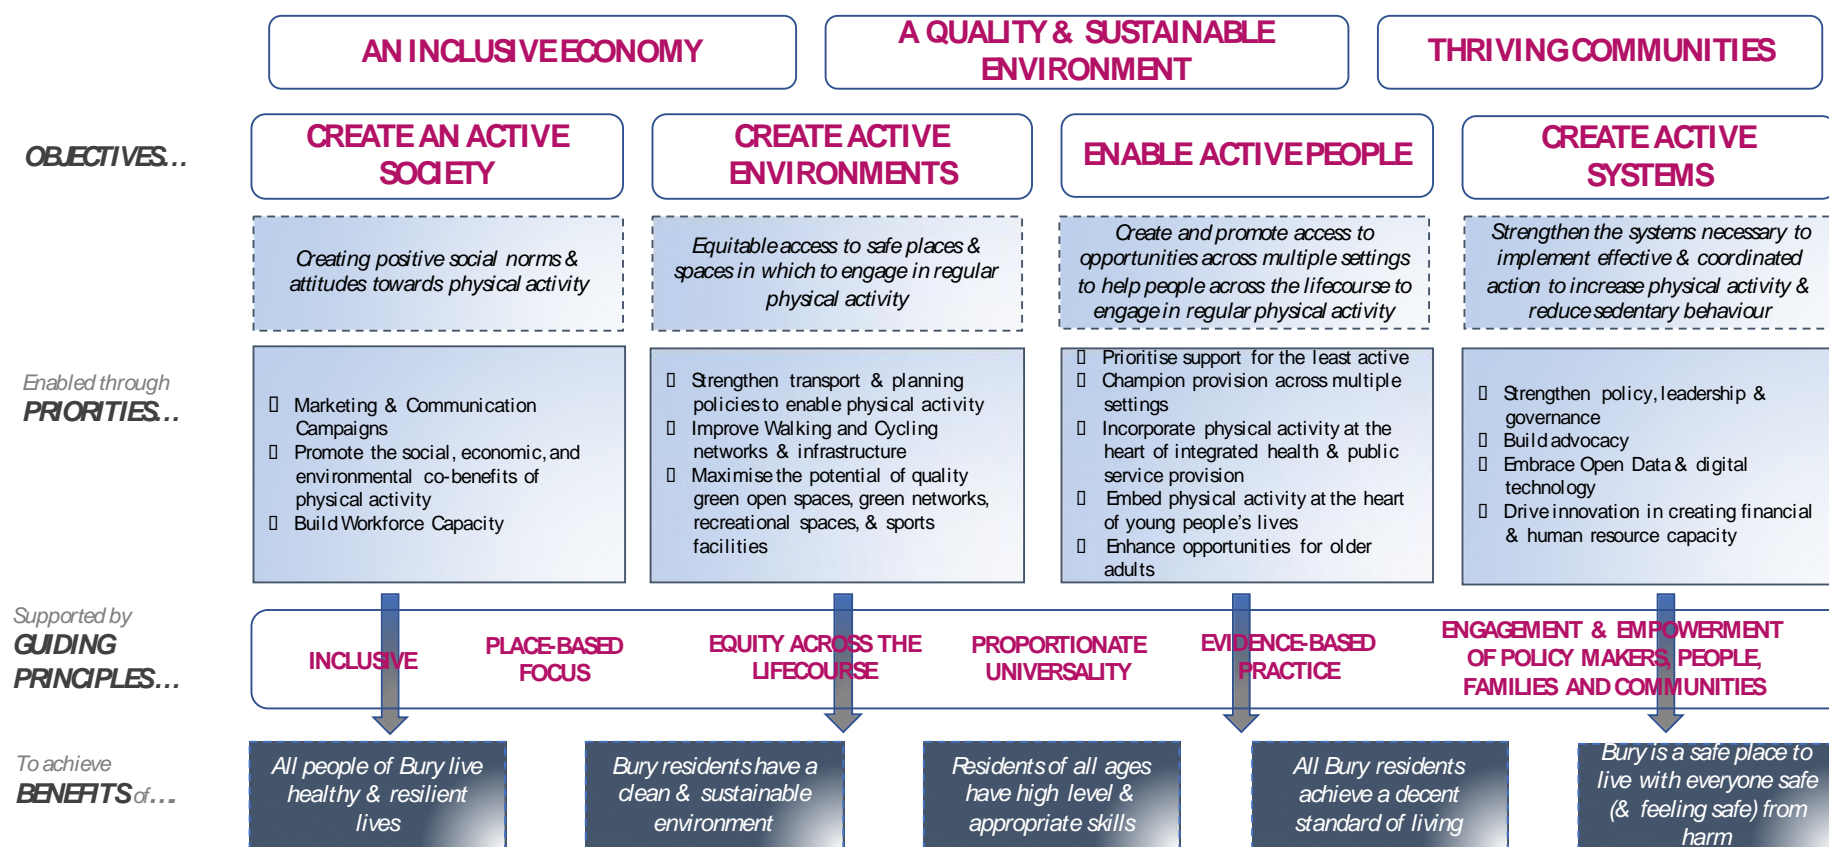 AN INCLUSIVE ECONOMY
A QUALITY & SUSTAINABLE
ENVIRONMENT
THRIVING COMMUNITIES
OBJECTIVES...
CREATE AN ACTIVE
SOCIETY
CREATE ACTIVE
ENVIRONMENTS
ENABLE ACTIVE PEOPLE
CREATE ACTIVE
SYSTEMS
Creating positive social norms &
attitudes towards physical activity
Equitable access to safe places &
spaces in which to engage in regular
physical activity
Create and promote access to
opportunities across multiple settings
to help people across the lifecourse to
engage in regular physical activity
Strengthen the systems necessary to
implement effective & coordinated
action to increase physical activity &
reduce sedentary behaviour
Enabled through
PRIORITIES...
Marketing & Communication
Campaigns
Promote the social, economic, and
environmental co-benefits of
physical activity
Build Workforce Capacity
Strengthen transport & planning
policies to enable physical activity
Improve Walking and Cycling
networks & infrastructure
Maximise the potential of quality
green open spaces, green networks,
recreational spaces, & sports
facilities
Prioritise support for the least active
Champion provision across multiple
settings
Incorporate physical activity at the
heart of integrated health & public
service provision
Embed physical activity at the heart
of young people's lives
Enhance opportunities for older
adults
Strengthen policy, leadership &
governance
Build advocacy
Embrace Open Data & digital
technology
Drive innovation in creating financial
& human resource capacity
Supported by
GUIDING
PRINCIPLES...
INCLUSIVE
PLACE-BASED
FOCUS
EQUITY ACROSS THE
LIFECOURSE
PROPORTIONATE
UNIVERSALITY
EVIDENCE-BASED
PRACTICE
ENGAGEMENT & EMPOWERMENT
OF POLICY MAKERS, PEOPLE,
FAMILIES AND COMMUNITIES
To achieve
BENEFITS of....
All people of Bury live
healthy & resilient
lives
Bury residents have a
clean & sustainable
environment
Residents of all ages
have high level &
appropriate skills
All Bury residents
achieve a decent
standard of living
Bury is a safe place to
live with everyone safe
(& feeling safe) from
harm